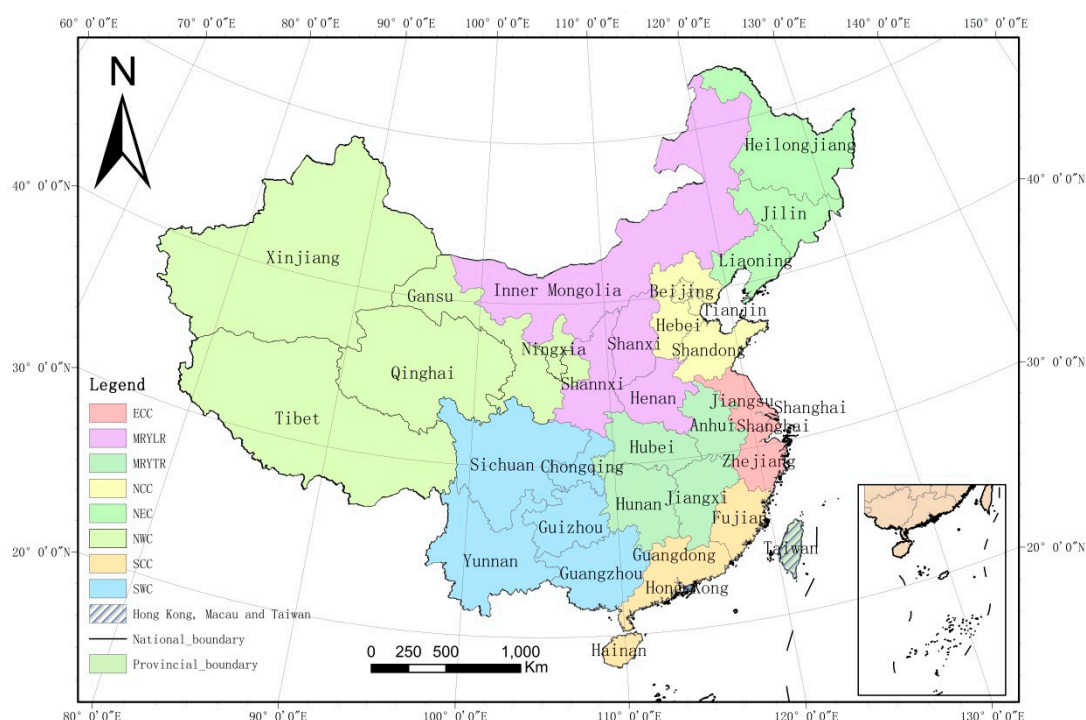 60° 0'0"E 70° 0'0"E 80° 0'0"E 90° 0'0"E 100° 0'0"E 110° 0'0"E 120° 0'0"E 130° 0'0"E 140° 0'0"E 150° 0'0"E
N
Heilongjiang
40° 0'0"N
40° 0'0"N
Jilin
Xinjiang
Liaoning
Gansu
Inner Mongolia
Beijing
Tianjin
Hebei
Shanxi
Ningxia
Shandong
30° 0'0"N
30° 0'0"N
Qinghai
Shannxi
Legend
Henan
Jiangsu
Shanghai
ECC
Tibet
Anhui
Shanghai
MRYLR
Hubei
Zhejiang
MRYTR
Sichuan
Chongqing
NCC
Hunan
Jiangxi
NEC
Fujian
Guizhou
NWC
20° 0'0"N
20° 0'0"N
Taiwan
Guangdong
SCC
Yunnan
Guangzhou
SWC
Hong Kong
Hong Kong, Macau and Taiwan
National_boundary
Hainan
0 250 500 1,000
Km
Provincial_boundary
80° 0'0"E 90° 0'0"E 100° 0'0"E 110° 0'0"E 120° 0'0"E 130° 0'0"E